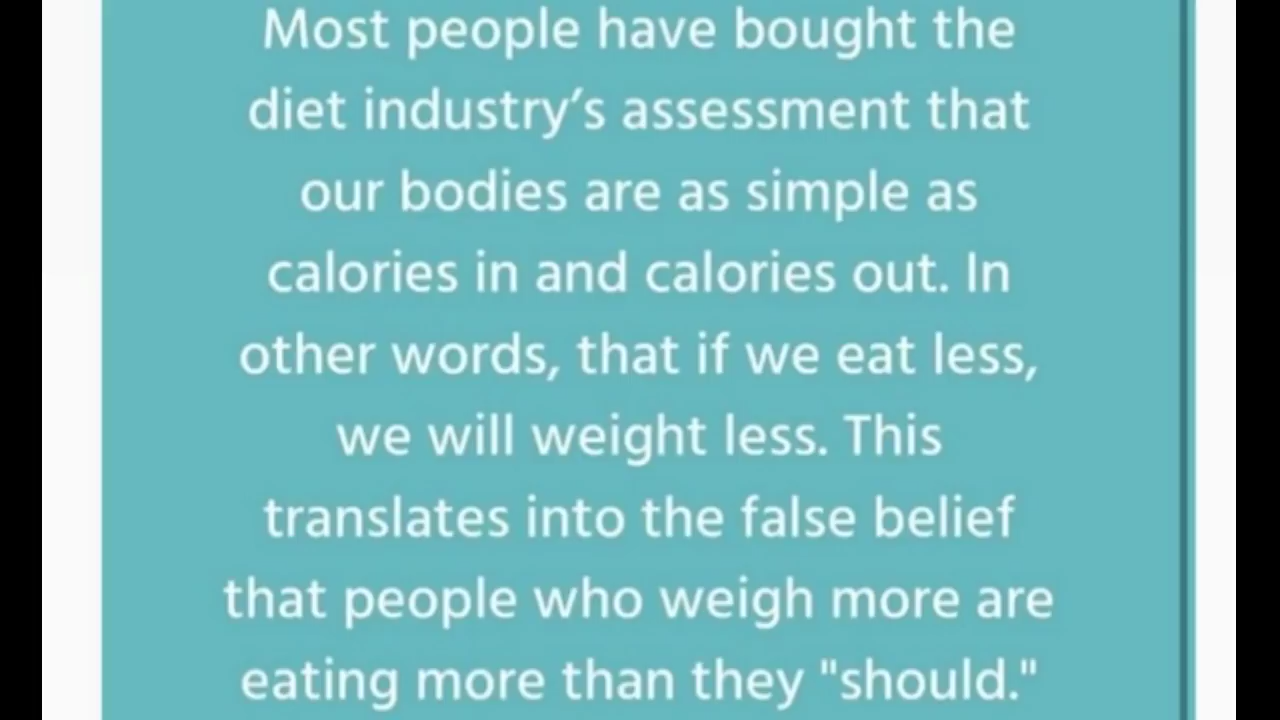 Most people have bought the
diet industry’s assessment that
our bodies are as simple as
calories in and calories out. In
other words, that if we eat less,
we will weight less. This
translates into the false belief
that people who weigh more are
eating more than they "should."